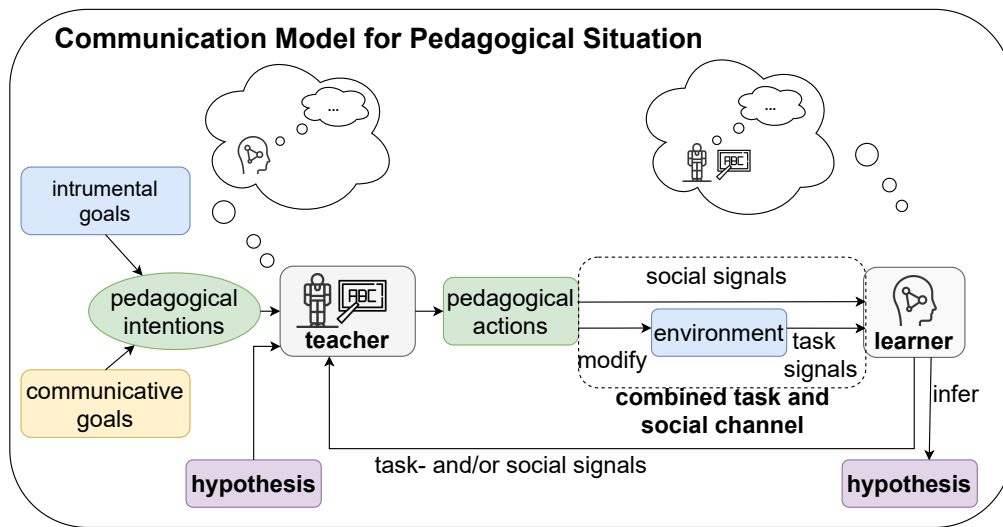 Communication Model for Pedagogical Situation
...
...
intrumental
goals
pedagogical
intentions
communicative
goals
ABC
teacher
hypothesis
pedagogical
actions
social signals
modify
environment
task
signals
combined task and
social channel
ABC
learner
infer
hypothesis
task- and/or social signals